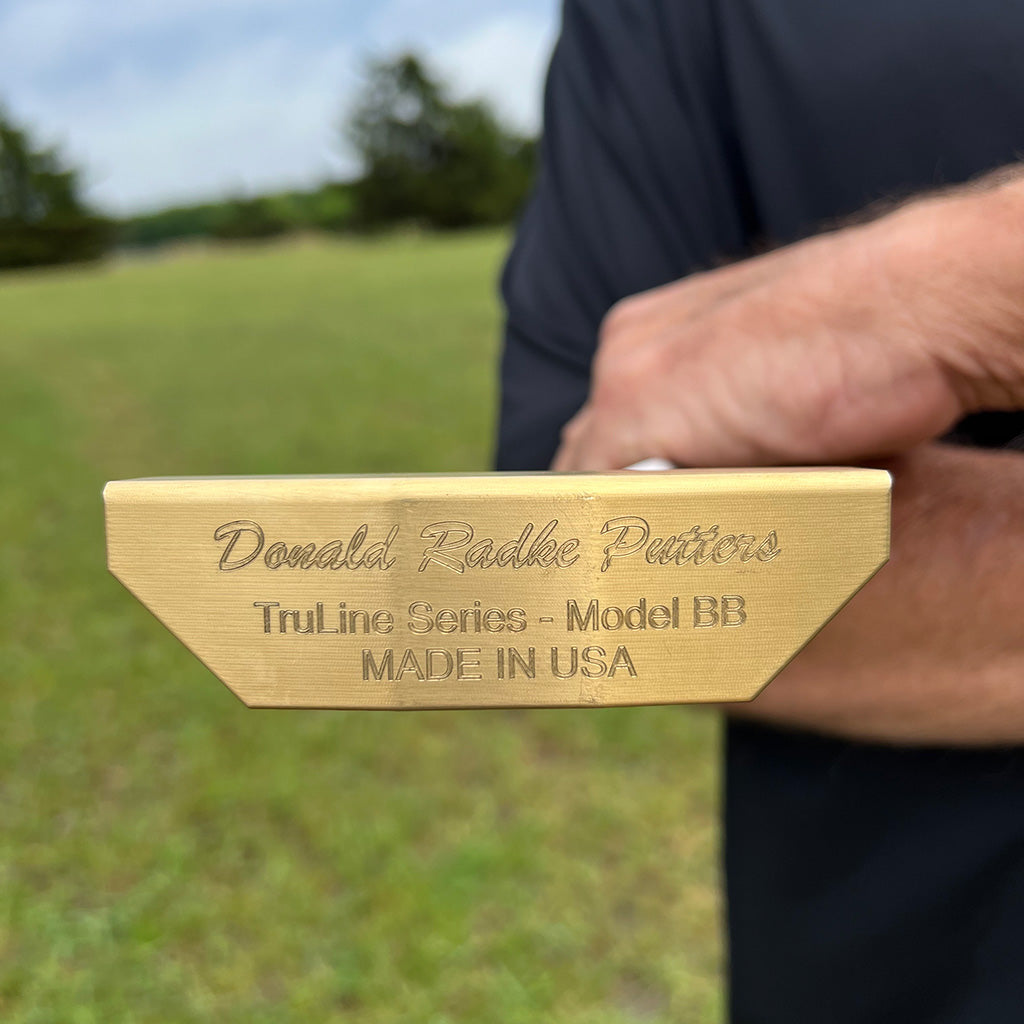 Donald Radke Putters
TruLine Series - Model BB
MADE IN USA